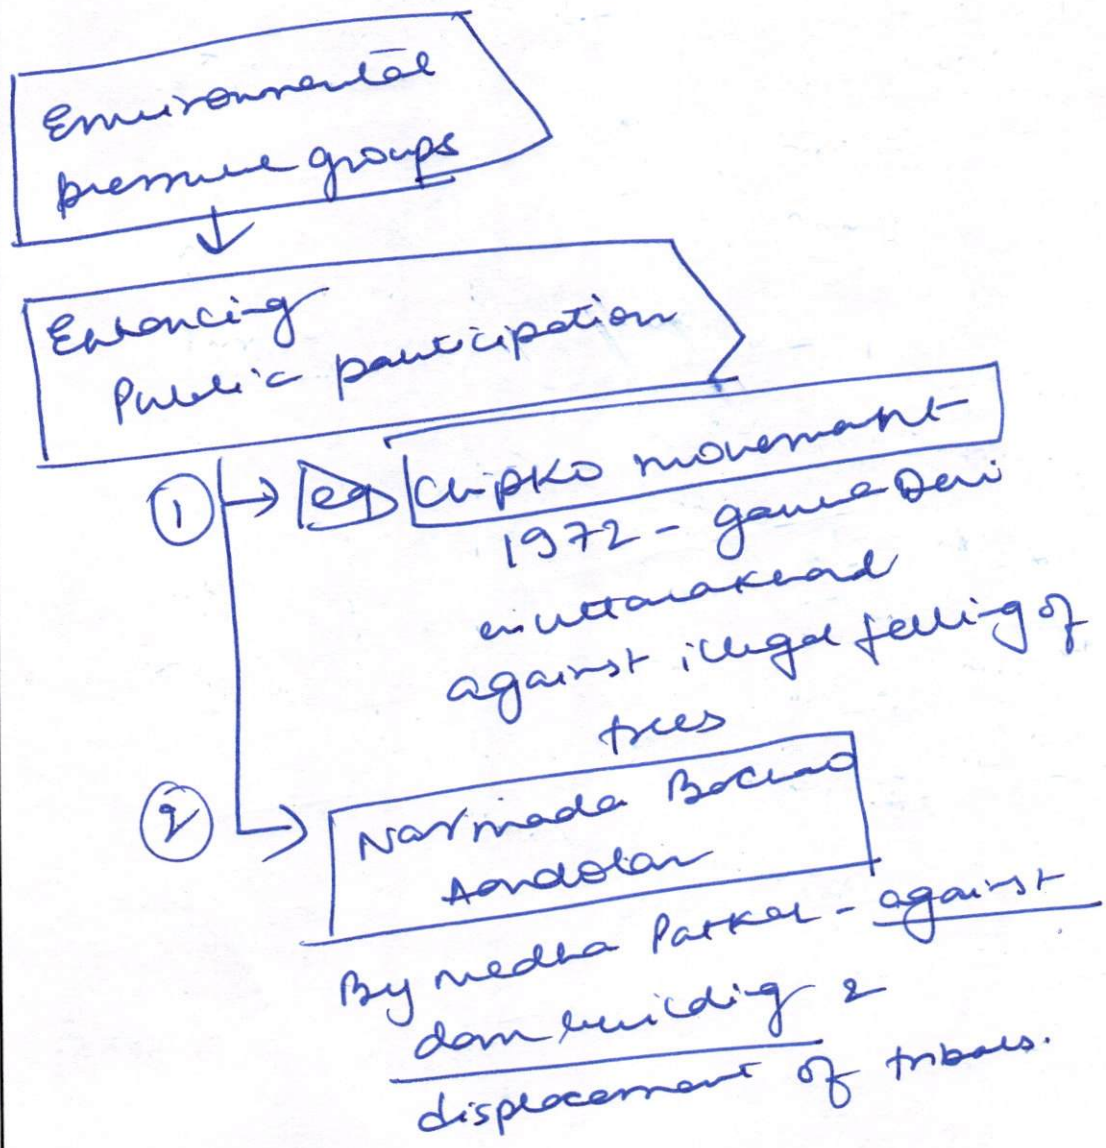 Environmental
pressure groups
Enhancing
Public participation
① eg Chipko movement
1972 - gaura Devi
in uttarakhand
against illegal felling of
trees
② Narmada Bachao
Aandolan
By medha Patkar - against
dam building &
displacement of tribals.